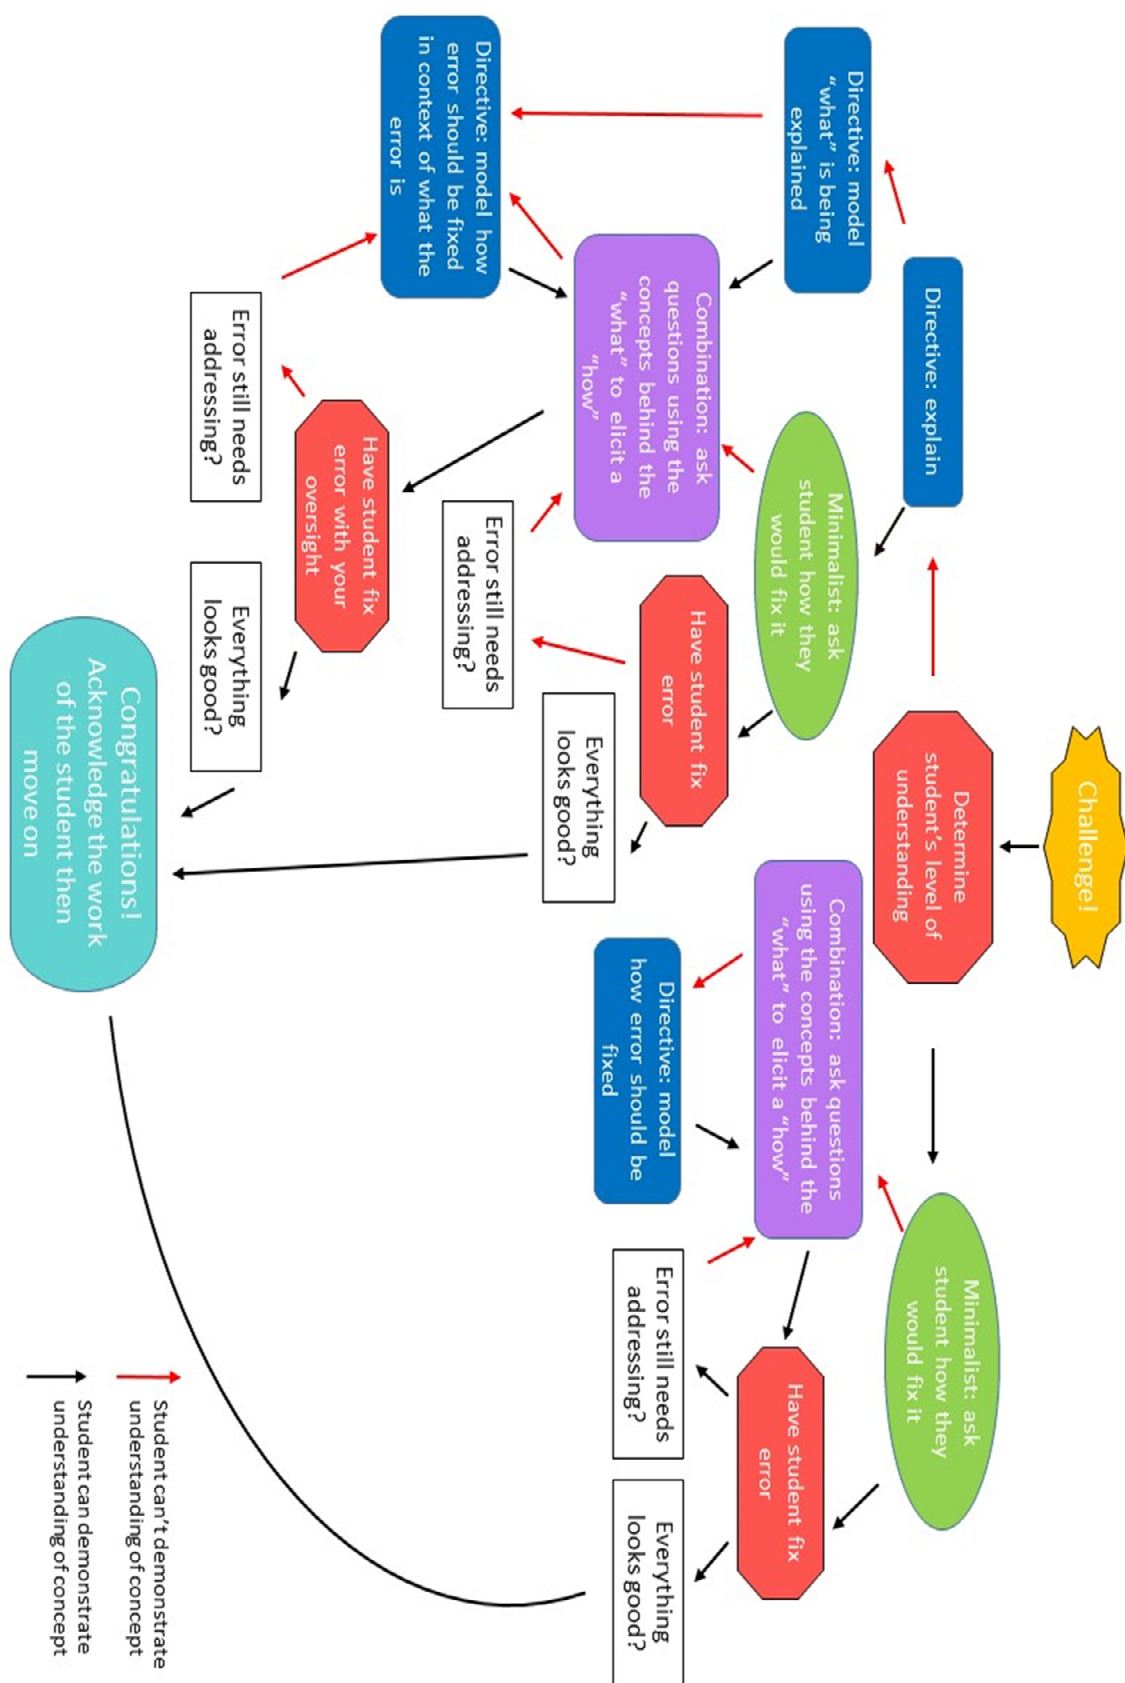 Challenge!
Determine
student's level of
understanding
Directive: explain
Directive: model
“what” is being
explained
Minimalist: ask
student how they
would fix it
Combination: ask
questions using the
concepts behind the
“what” to elicit a
“how”
Directive: model how
error should be fixed
in context of what the
error is
Have student fix
error
Error still needs
addressing?
Everything
looks good?
Have student fix
error with your
oversight
Error still needs
addressing?
Everything
looks good?
Minimalist: ask
student how they
would fix it
Combination: ask questions
using the concepts behind the
“what” to elicit a “how”
Directive: model
how error should be
fixed
Have student fix
error
Error still needs
addressing?
Everything
looks good?
Congratulations!
Acknowledge the work
of the student then
move on
Student can't demonstrate
understanding of concept
Student can demonstrate
understanding of concept